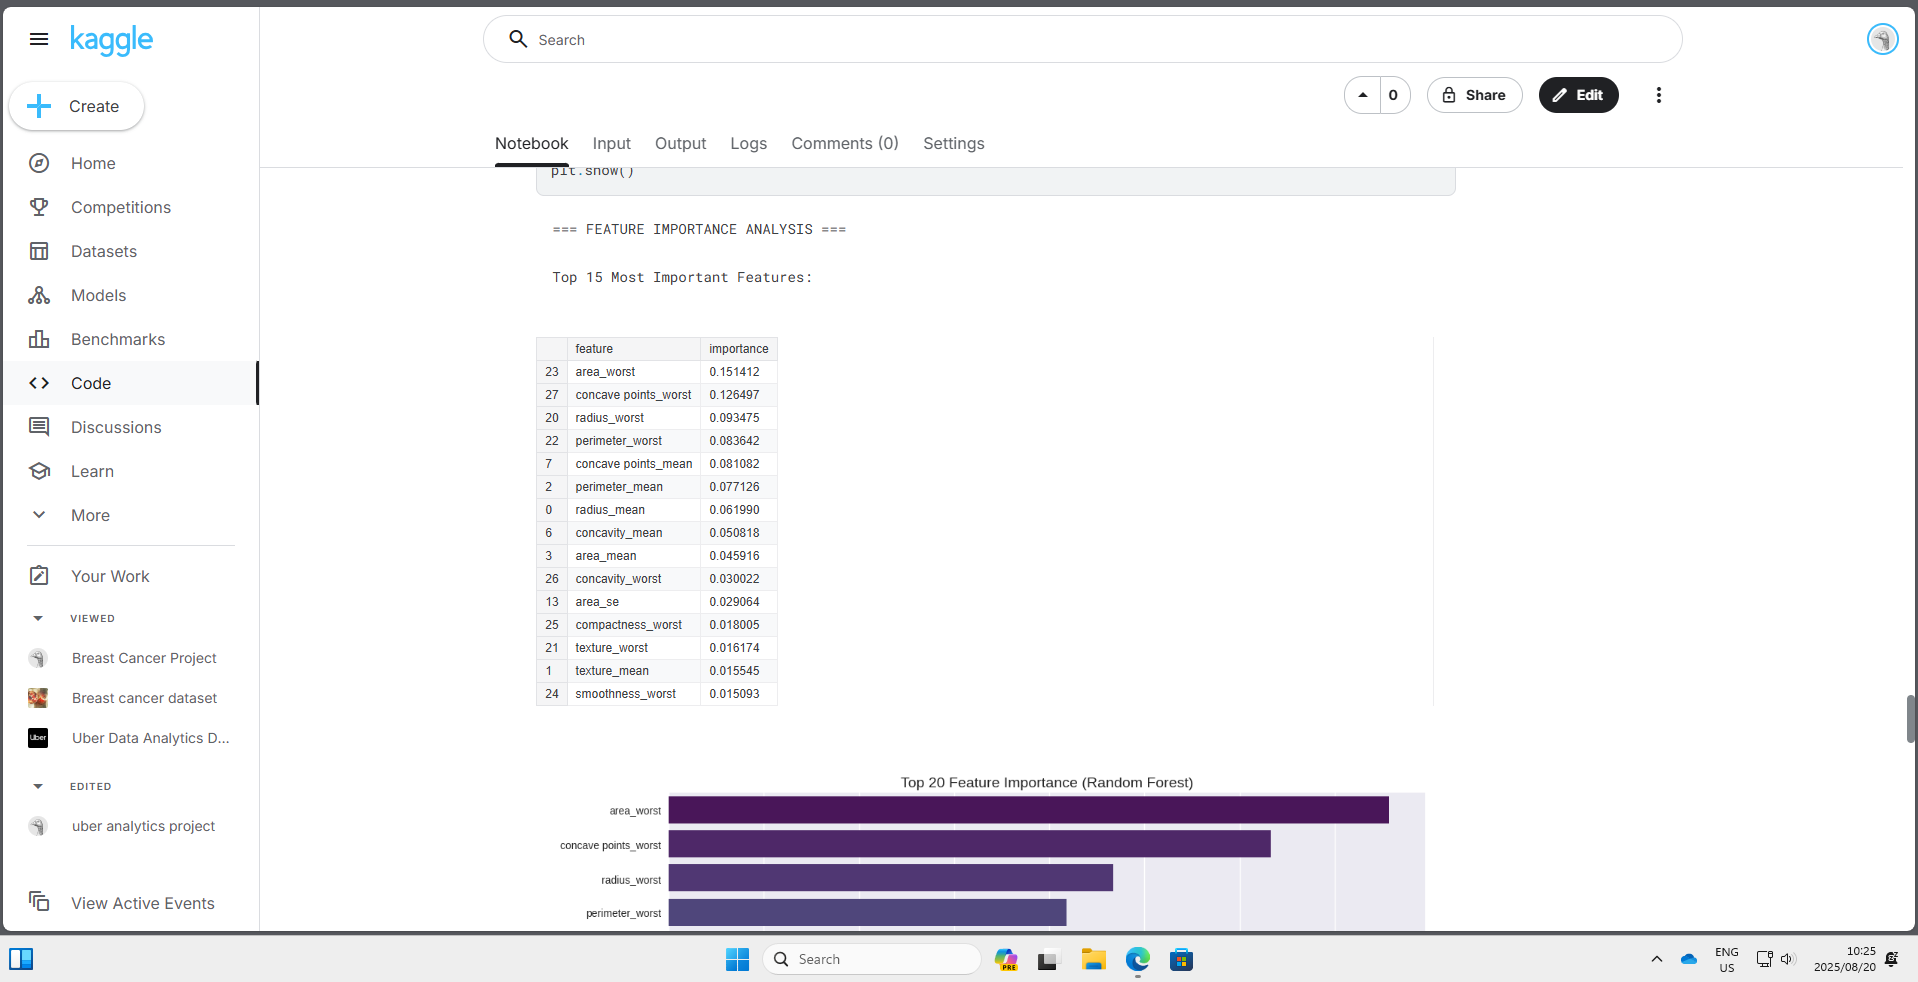 kaggle
Search
Create
0
Share
Edit
Notebook Input Output Logs Comments (0) Settings
Home
Competitions
Datasets
Models
Benchmarks
Code
Discussions
Learn
More
Your Work
VIEWED
Breast Cancer Project
Breast cancer dataset
Uber
Uber Data Analytics D...
EDITED
uber analytics project
View Active Events
plt.show()
=== FEATURE IMPORTANCE ANALYSIS ===
Top 15 Most Important Features:
feature importance
23 area_worst 0.151412
27 concave points_worst 0.126497
20 radius_worst 0.093475
22 perimeter_worst 0.083642
7 concave points_mean 0.081082
2 perimeter_mean 0.077126
0 radius_mean 0.061990
6 concavity_mean 0.050818
3 area_mean 0.045916
26 concavity_worst 0.030022
13 area_se 0.029064
25 compactness_worst 0.018005
21 texture_worst 0.016174
1 texture_mean 0.015545
24 smoothness_worst 0.015093
Top 20 Feature Importance (Random Forest)
area_worst
concave points_worst
radius_worst
perimeter_worst
Search
PRE
ENG
US
10:25
2025/08/20